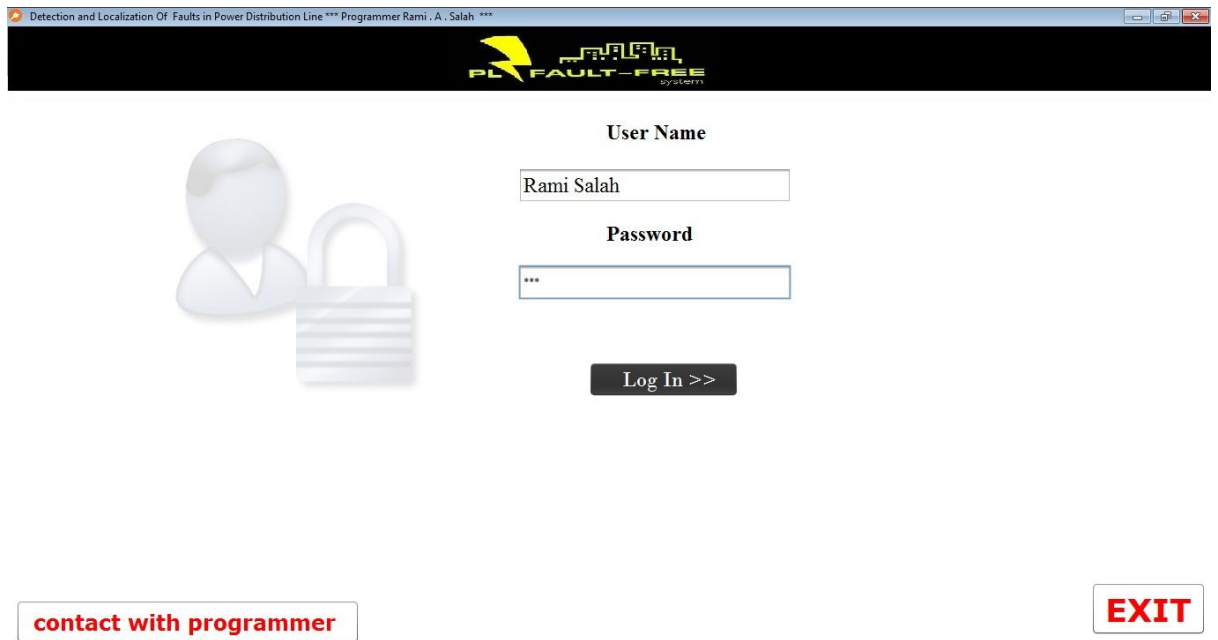 Detection and Localization Of Faults in Power Distribution Line *** Programmer Rami . A . Salah ***
PL FAULT-FREE
system
User Name
Rami Salah
Password
***
Log In >>
contact with programmer
EXIT